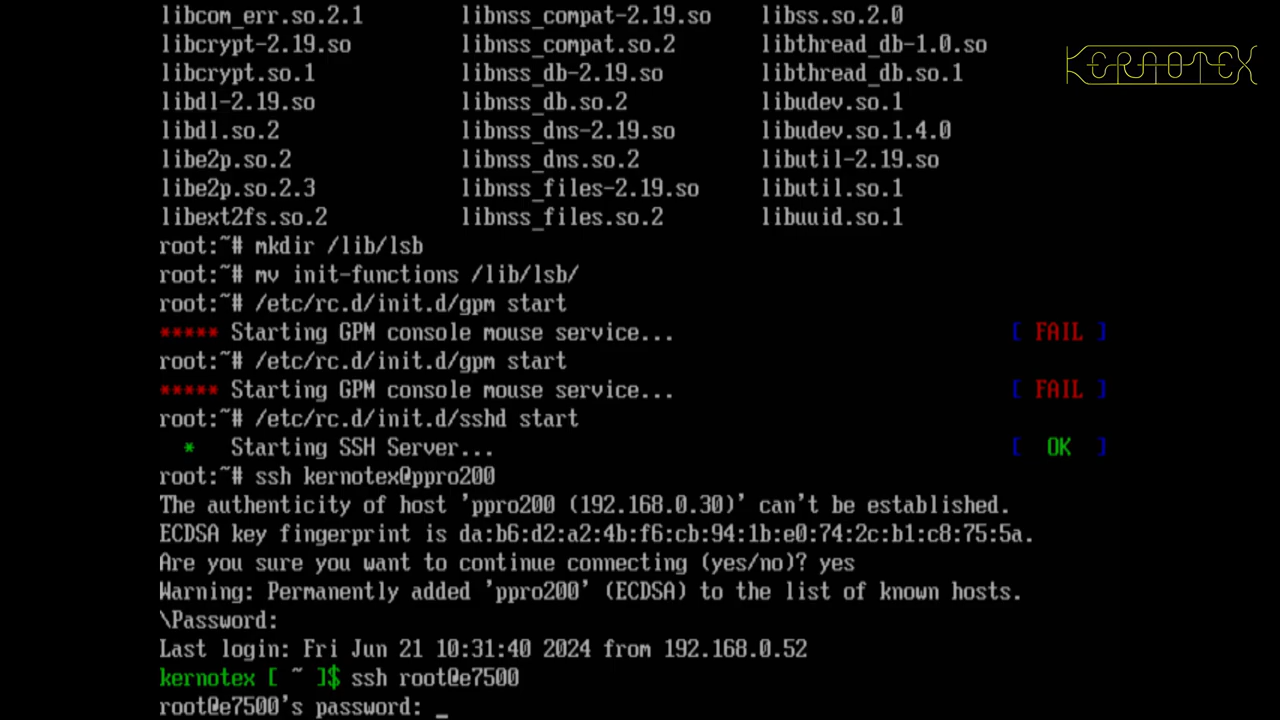 KERNOTEX
libcom_err.so.2.1 libnss_compat-2.19.so libss.so.2.0
libcrypt-2.19.so libnss_compat.so.2 libthread_db-1.0.so
libcrypt.so.1 libnss_db-2.19.so libthread_db.so.1
libdl-2.19.so libnss_db.so.2 libudev.so.1
libdl.so.2 libnss_dns-2.19.so libudev.so.1.4.0
libe2p.so.2 libnss_dns.so.2 libutil-2.19.so
libe2p.so.2.3 libnss_files-2.19.so libutil.so.1
libext2fs.so.2 libnss_files.so.2 libuuid.so.1
root:~# mkdir /lib/lsb
root:~# mv init-functions /lib/lsb/
root:~# /etc/rc.d/init.d/gpm start
***** Starting GPM console mouse service... [ FAIL ]
root:~# /etc/rc.d/init.d/gpm start
***** Starting GPM console mouse service... [ FAIL ]
root:~# /etc/rc.d/init.d/sshd start
* Starting SSH Server... [ OK ]
root:~# ssh kernotex@ppro200
The authenticity of host 'ppro200 (192.168.0.30)' can't be established.
ECDSA key fingerprint is da:b6:d2:a2:4b:f6:cb:94:1b:e0:74:2c:b1:c8:75:5a.
Are you sure you want to continue connecting (yes/no)? yes
Warning: Permanently added 'ppro200' (ECDSA) to the list of known hosts.
\Password:
Last login: Fri Jun 21 10:31:40 2024 from 192.168.0.52
kernotex [ ~ ]$ ssh root@e7500
root@e7500's password: _